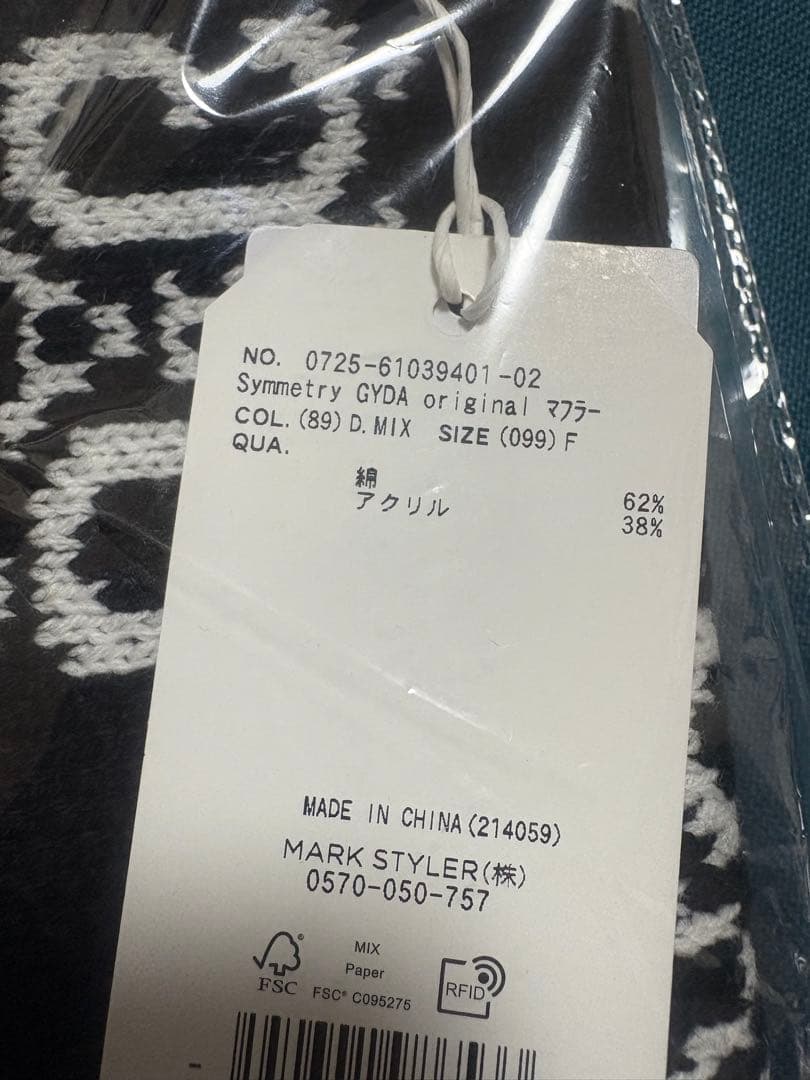 NO. 0725-61039401-02
Symmetry GYDA original マフラー
COL. (89) D. MIX SIZE (099) F
QUA.
綿 62%
アクリル 38%
MADE IN CHINA (214059)
MARK STYLER(株)
0570-050-757
FSC®
MIX
Paper
FSC® C095275
RFID